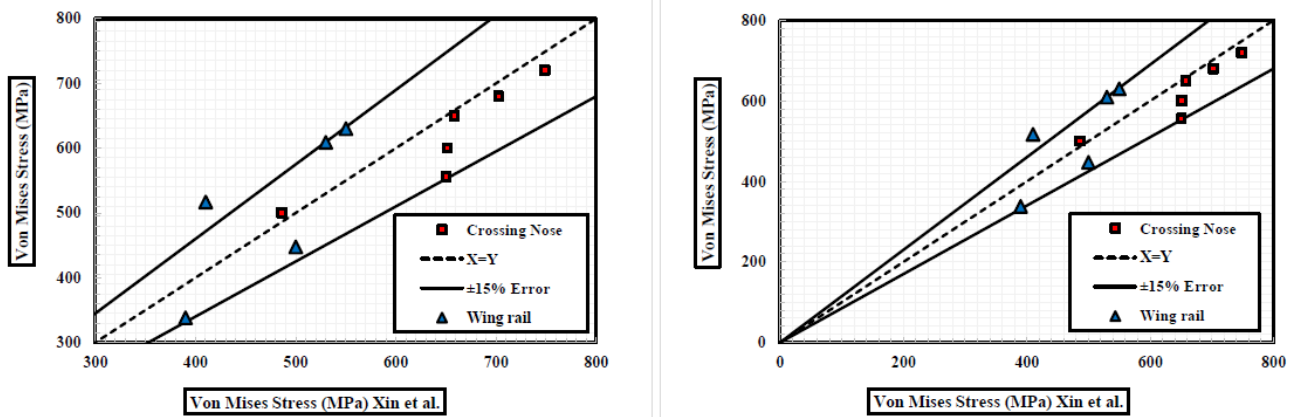 Von Mises Stress (MPa)
800
700
600
500
400
300
300
400
500
600
700
800
Crossing Nose
X=Y
±15% Error
Wing rail
Von Mises Stress (MPa) Xin et al.
Von Mises Stress (MPa)
800
600
400
200
0
0
200
400
600
800
Crossing Nose
X=Y
±15% Error
Wing rail
Von Mises Stress (MPa) Xin et al.